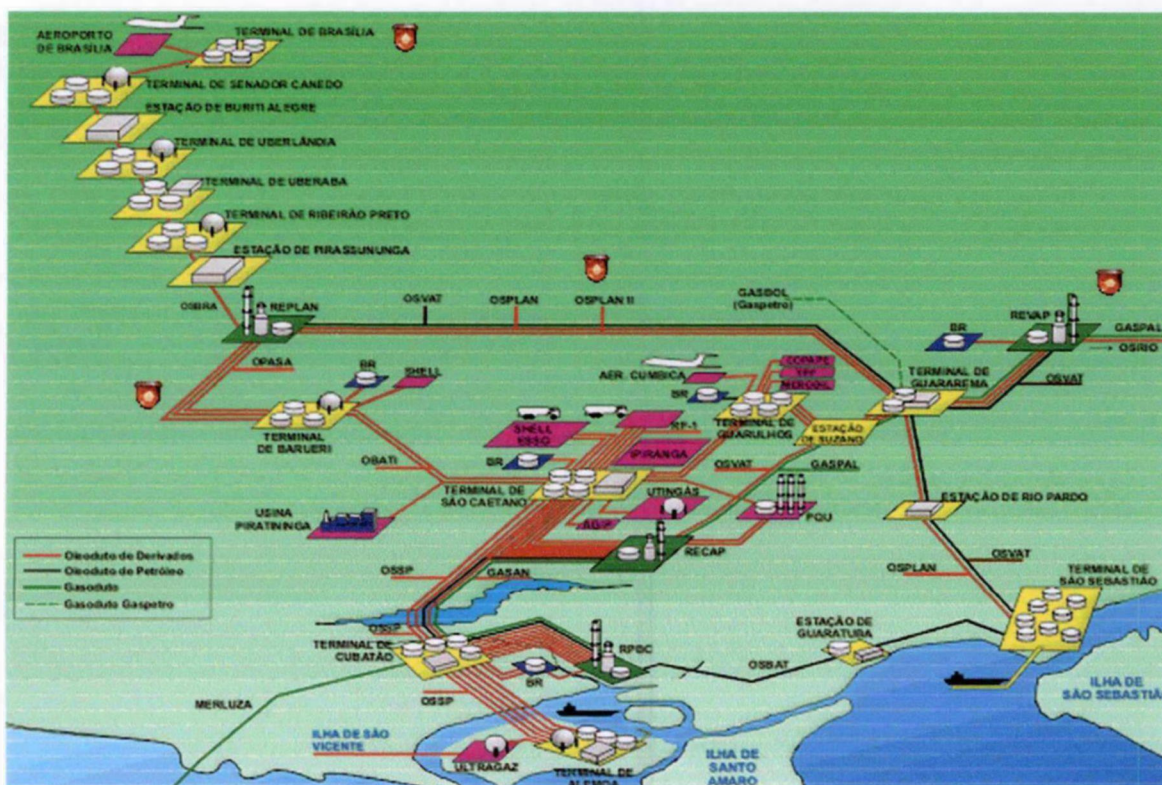 AEROPORTO
DE BRASÍLIA
TERMINAL DE BRASÍLIA
TERMINAL DE SENADOR CANEDO
ESTAÇÃO DE BURITI ALEGRE
TERMINAL DE UBERLÂNDIA
TERMINAL DE UBERABA
TERMINAL DE RIBEIRÃO PRETO
ESTAÇÃO DE PIRASSUNUNGA
OSBRA
REPLAN
OSVAT
OSPLAN
OSPLAN II
GASBOL
(Gaspetro)
REVAP
BR
GASPAL
OSRIO
OSVAT
TERMINAL DE
GUARAREMA
OPASA
BR
SHELL
TERMINAL
DE BARUERI
AER. CUMBICA
COPAPE
BR
TERMINAL DE
GUARULHOS
ESTAÇÃO
DE SUZANO
SHELL
ESSO
RF-1
IPIRANGA
BR
OBATI
TERMINAL DE
SÃO CAETANO
OSVAT
GASPAL
UTINGÁS
AGIP
PQU
USINA
PIRATININGA
RECAP
ESTAÇÃO DE RIO PARDO
Oleoduto de Derivados
Oleoduto de Petróleo
Gasoduto
Gasoduto Gaspetro
OSSP
GASAN
OSVAT
OSPLAN
TERMINAL DE
SÃO SEBASTIÃO
OSSP
TERMINAL DE
CUBATÃO
RPBC
BR
ESTAÇÃO DE
GUARATUBA
OSBAT
MERLUZA
OSSP
ILHA DE
SÃO SEBASTIÃ
ILHA DE SÃO
VICENTE
ULTRAGAZ
TERMINAL DE
ALEMOA
ILHA DE
SANTO
AMARO